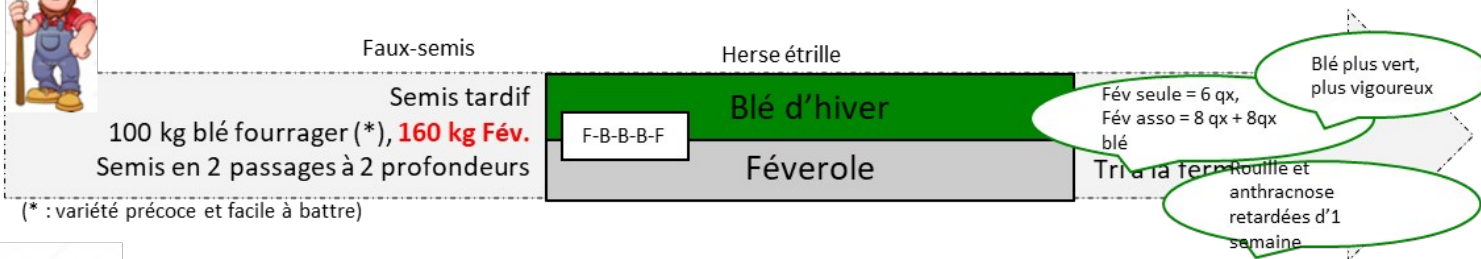 Faux-semis
Herse étrille
Semis tardif
100 kg blé fourrager (*), 160 kg Fév.
Semis en 2 passages à 2 profondeurs
(* : variété précoce et facile à battre)
Blé d’hiver
F-B-B-B-F
Féverole
Fév seule = 6 qx,
Fév asso = 8 qx + 8qx
blé
Blé plus vert,
plus vigoureux
Tri à la ferm
Rouille et
anthracnose
retardées d’1
semaine